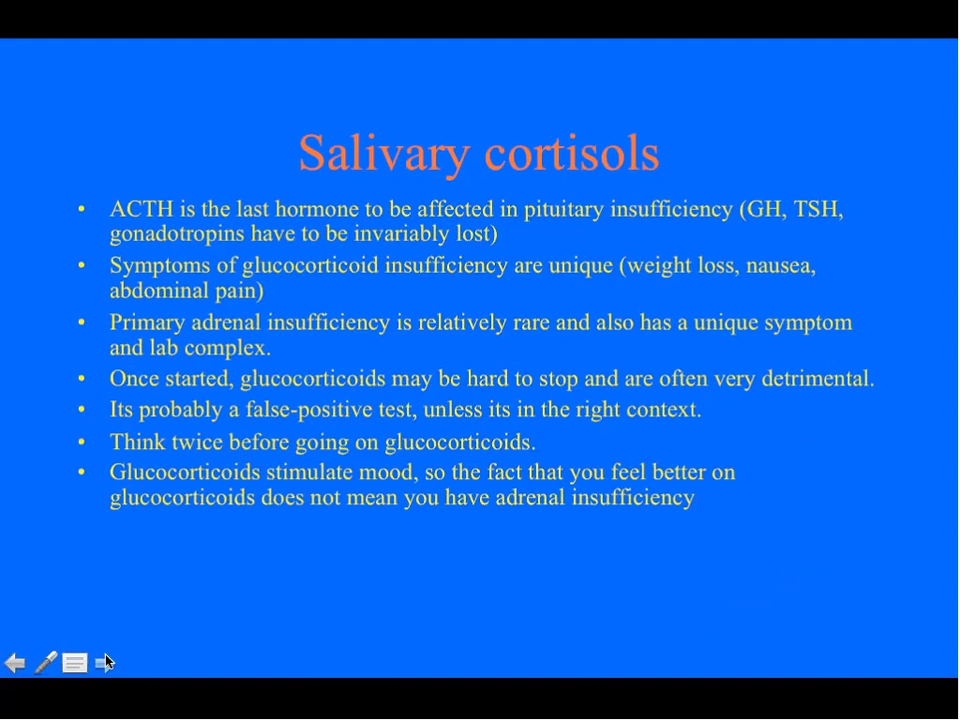 Salivary cortisols
• ACTH is the last hormone to be affected in pituitary insufficiency (GH, TSH,
gonadotropins have to be invariably lost)
• Symptoms of glucocorticoid insufficiency are unique (weight loss, nausea,
abdominal pain)
• Primary adrenal insufficiency is relatively rare and also has a unique symptom
and lab complex.
• Once started, glucocorticoids may be hard to stop and are often very detrimental.
• Its probably a false-positive test, unless its in the right context.
• Think twice before going on glucocorticoids.
• Glucocorticoids stimulate mood, so the fact that you feel better on
glucocorticoids does not mean you have adrenal insufficiency